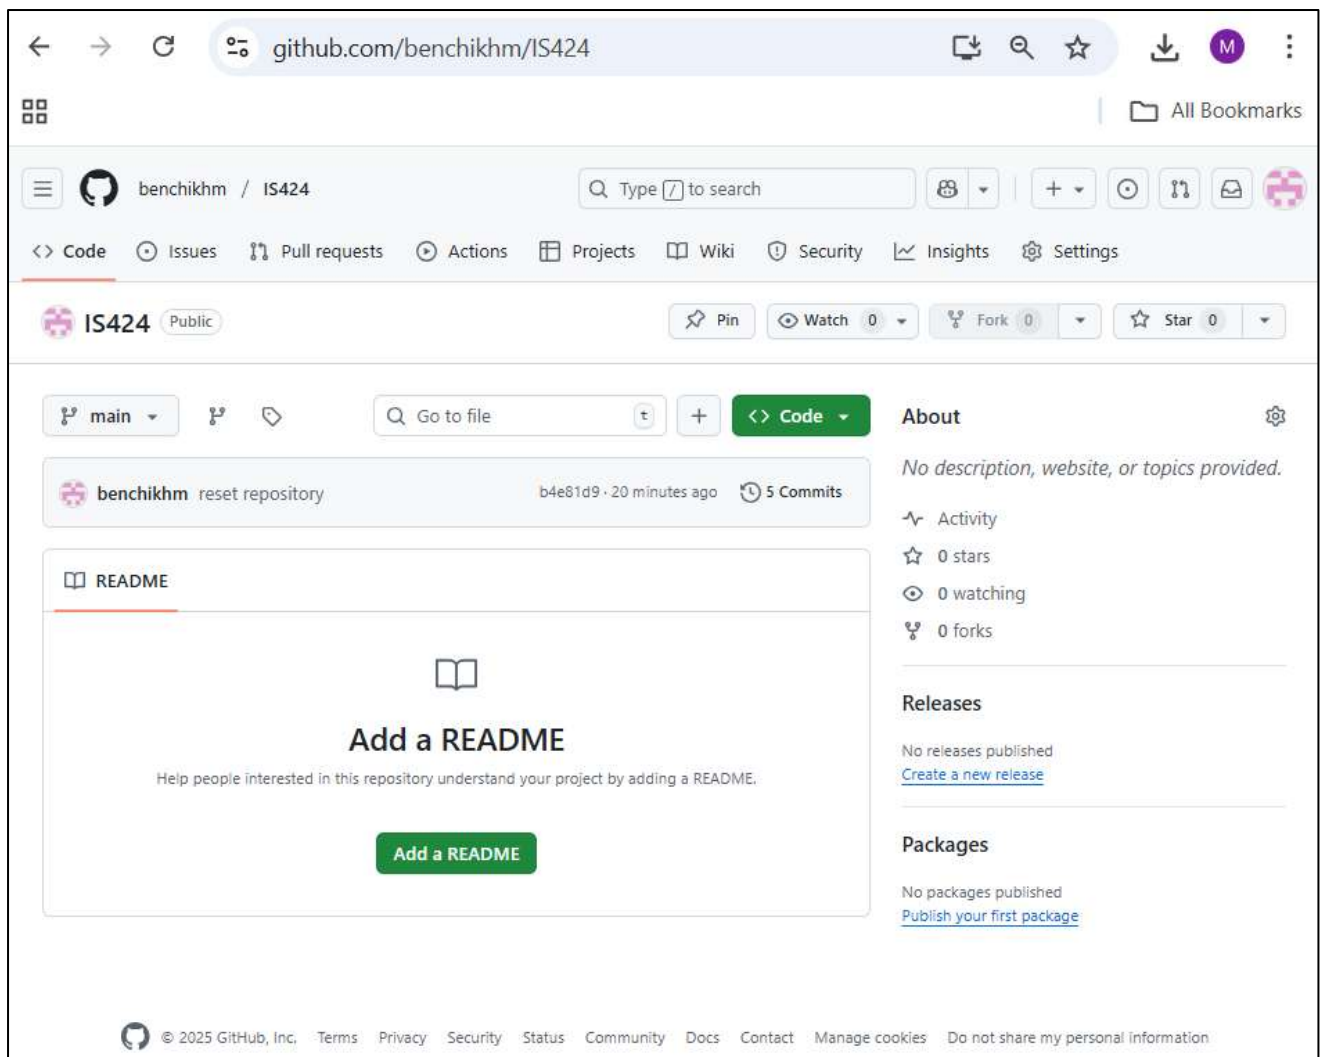 github.com/benchikhm/IS424
M
All Bookmarks
benchikhm / IS424
Type / to search
Code Issues Pull requests Actions Projects Wiki Security Insights Settings
IS424 Public
Pin Watch 0 Fork 0 Star 0
main Go to file t + Code
About
No description, website, or topics provided.
benchikhm reset repository b4e81d9 · 20 minutes ago 5 Commits
Activity
0 stars
0 watching
0 forks
README
Add a README
Help people interested in this repository understand your project by adding a README.
Add a README
Releases
No releases published
Create a new release
Packages
No packages published
Publish your first package
© 2025 GitHub, Inc. Terms Privacy Security Status Community Docs Contact Manage cookies Do not share my personal information